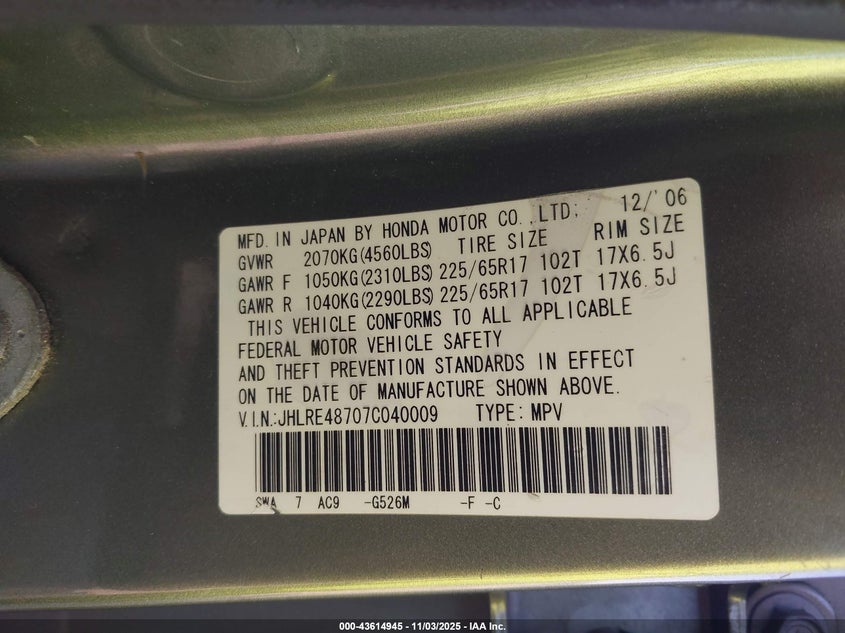 MFD. IN JAPAN BY HONDA MOTOR CO.,LTD; 12/'06
GVWR 2070KG(4560LBS) TIRE SIZE RIM SIZE
GAWR F 1050KG(2310LBS) 225/65R17 102T 17X6.5J
GAWR R 1040KG(2290LBS) 225/65R17 102T 17X6.5J
THIS VEHICLE CONFORMS TO ALL APPLICABLE
FEDERAL MOTOR VEHICLE SAFETY
AND THEFT PREVENTION STANDARDS IN EFFECT
ON THE DATE OF MANUFACTURE SHOWN ABOVE.
V.I.N.:JHLRE48707C040009 TYPE: MPV
SWA 7 AC9 -G526M -F -C
000-43614945 - 11/03/2025 - IAA Inc.